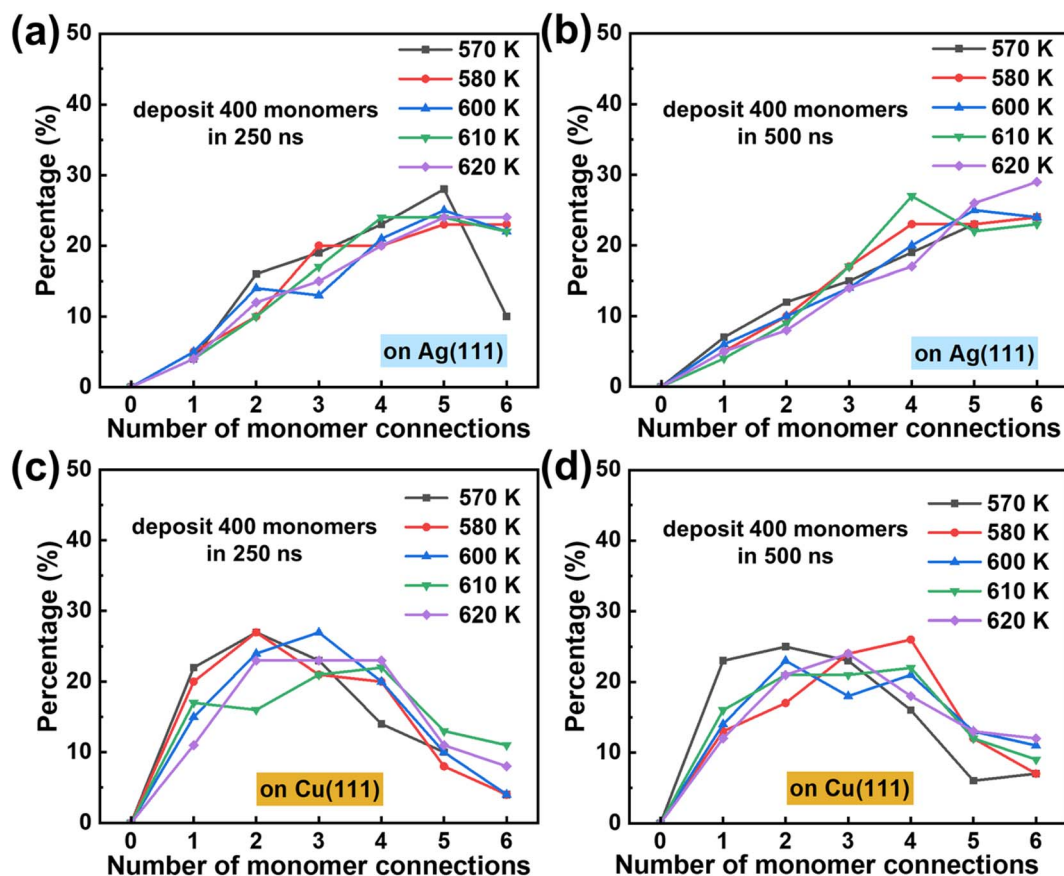 (a)
50
40
30
20
10
0
Percentage (%)
deposit 400 monomers
in 250 ns
570 K
580 K
600 K
610 K
620 K
on Ag(111)
0 1 2 3 4 5 6
Number of monomer connections
(b)
50
40
30
20
10
0
Percentage (%)
deposit 400 monomers
in 500 ns
570 K
580 K
600 K
610 K
620 K
on Ag(111)
0 1 2 3 4 5 6
Number of monomer connections
(c)
50
40
30
20
10
0
Percentage (%)
deposit 400 monomers
in 250 ns
570 K
580 K
600 K
610 K
620 K
on Cu(111)
0 1 2 3 4 5 6
Number of monomer connections
(d)
50
40
30
20
10
0
Percentage (%)
deposit 400 monomers
in 500 ns
570 K
580 K
600 K
610 K
620 K
on Cu(111)
0 1 2 3 4 5 6
Number of monomer connections